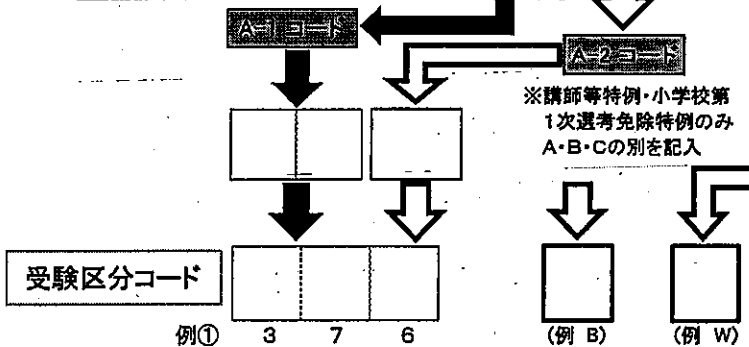 A-1 コード
A-2 コード
※講師等特例・小学校第
1次選考免除特例のみ
A・B・Cの別を記入
受験区分コード
例① 3 7 6 (例 B) (例 W)